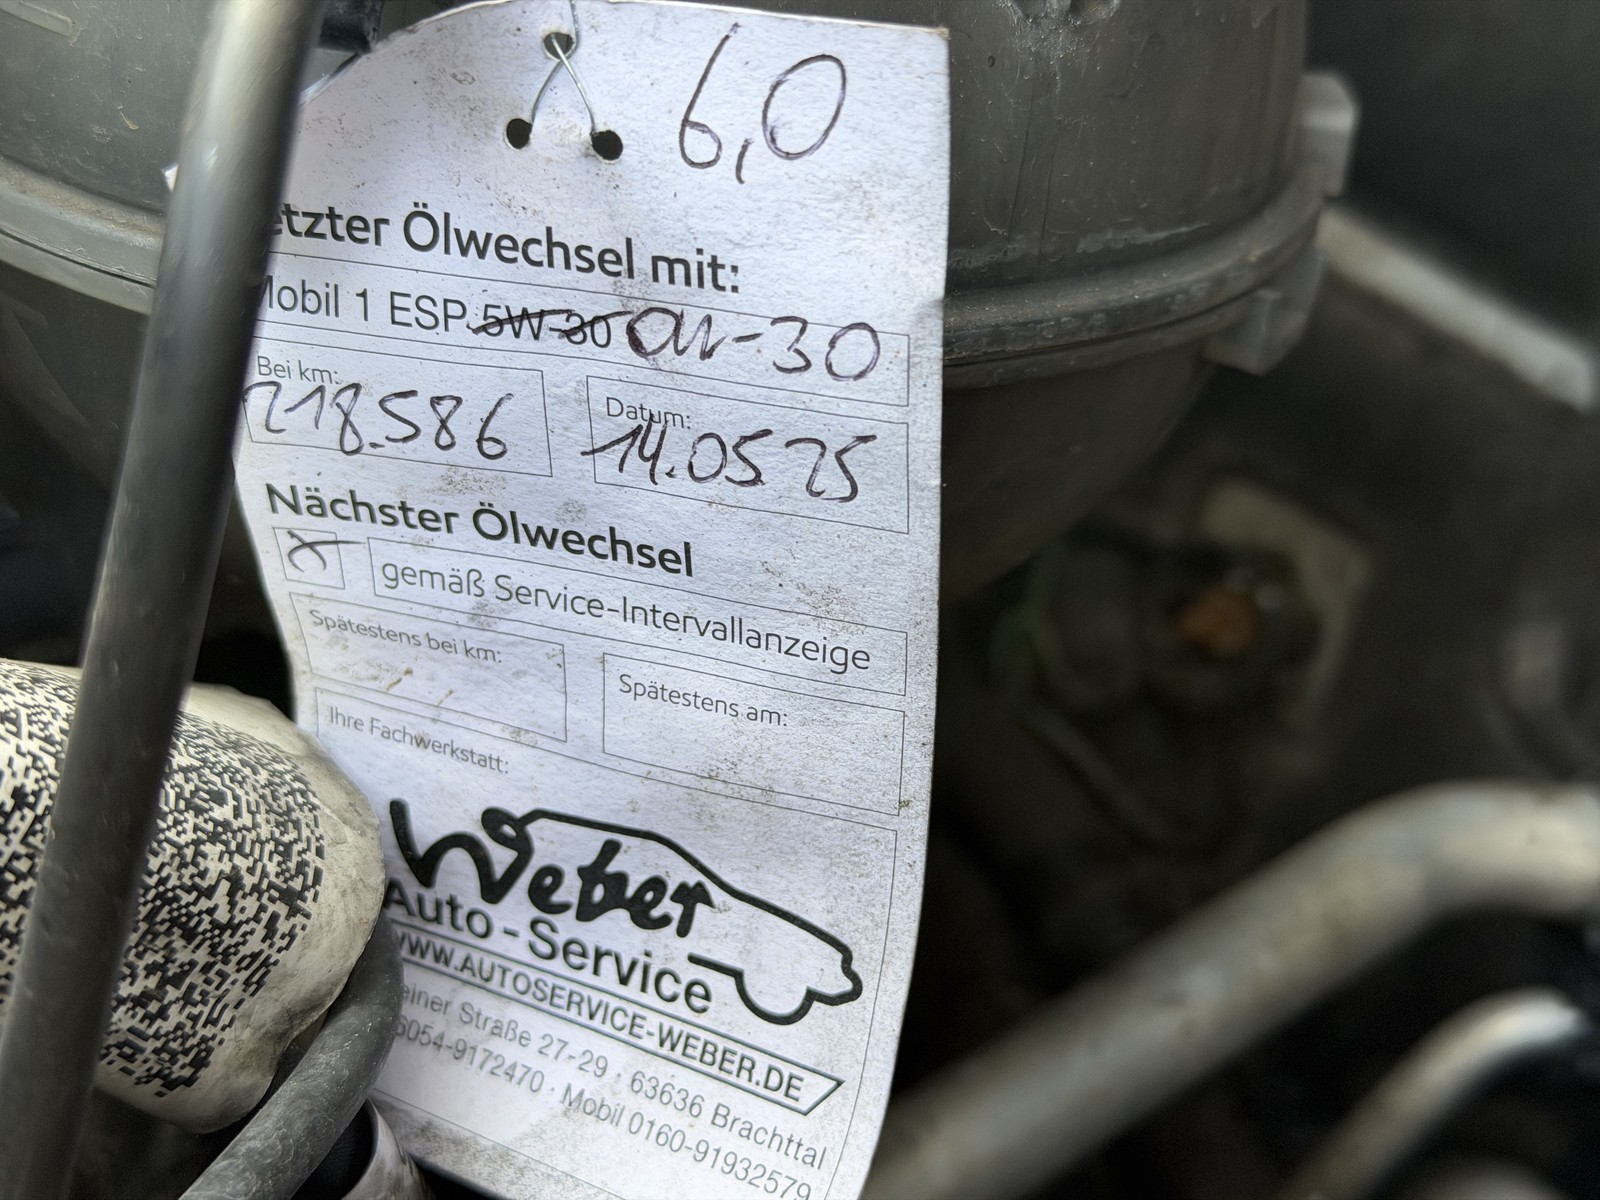 6,0
etzter Ölwechsel mit:
Mobil 1 ESP 5W-30 0W-30
Bei km:
218.586
Datum:
14.05.25
Nächster Ölwechsel
X gemäß Service-Intervallanzeige
Spätestens bei km:
Spätestens am:
Ihre Fachwerkstatt:
Weber
Auto-Service
WWW.AUTOSERVICE-WEBER.DE
einer Straße 27-29 · 63636 Brachttal
6054-9172470 · Mobil 0160-91932579